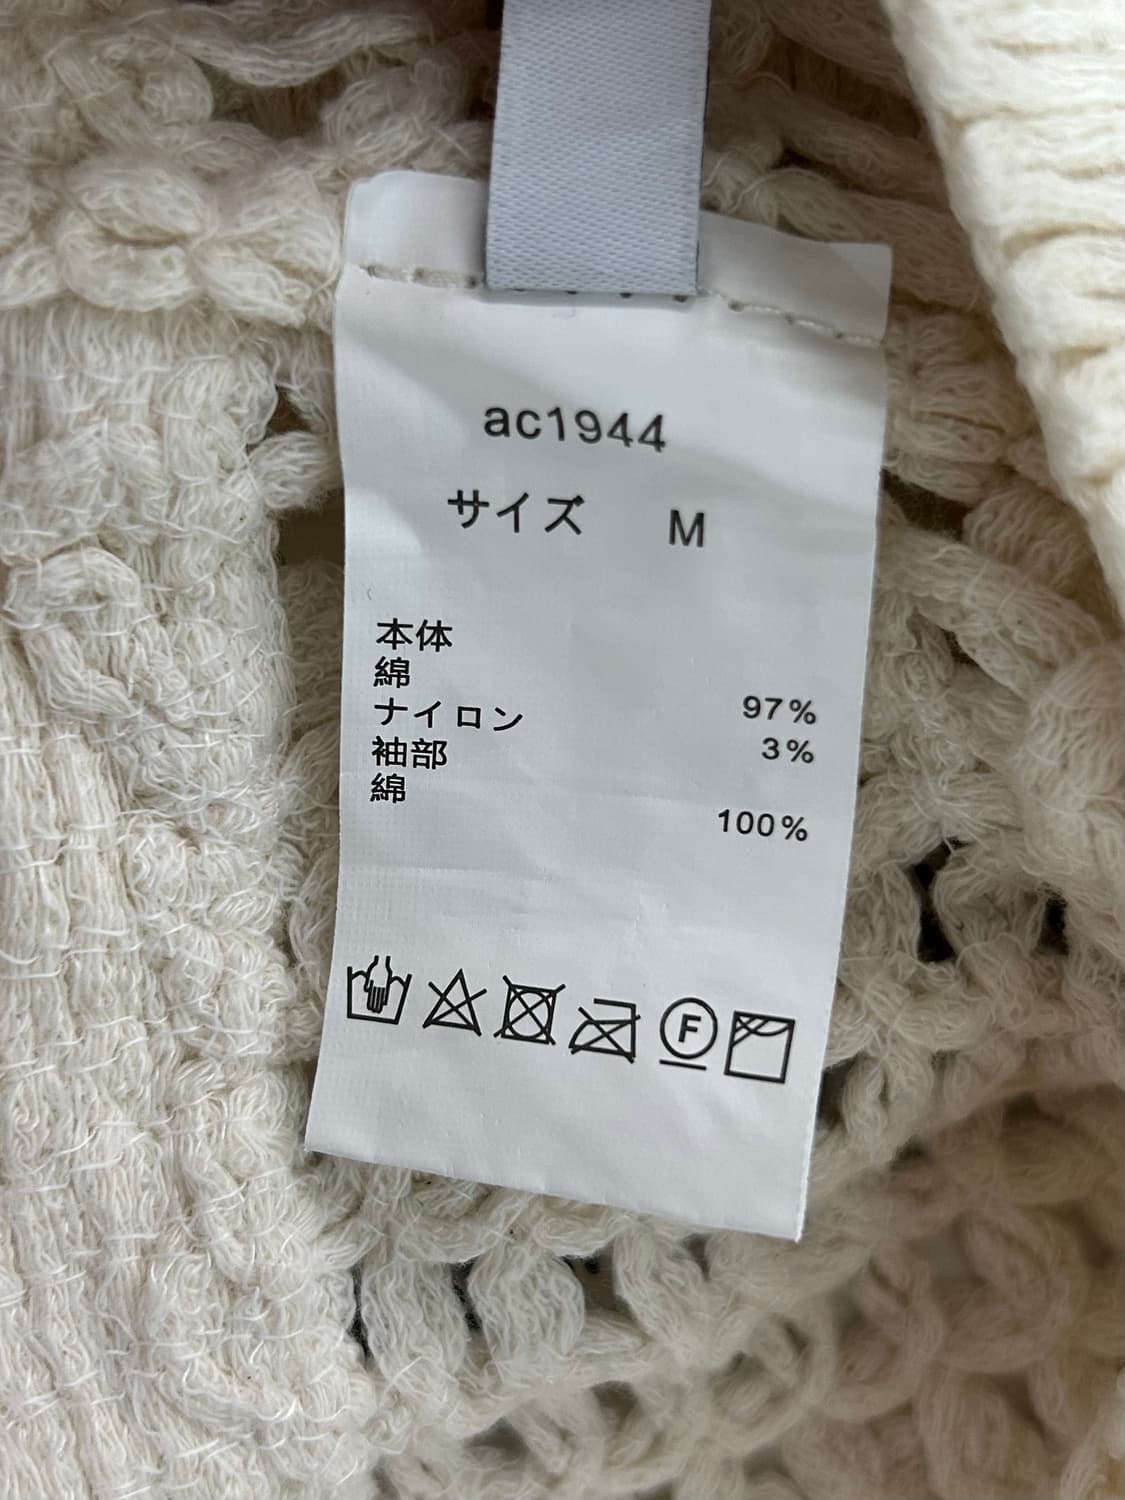 ac1944
サイズ M
本体
綿 97%
ナイロン 3%
袖部
綿 100%
F